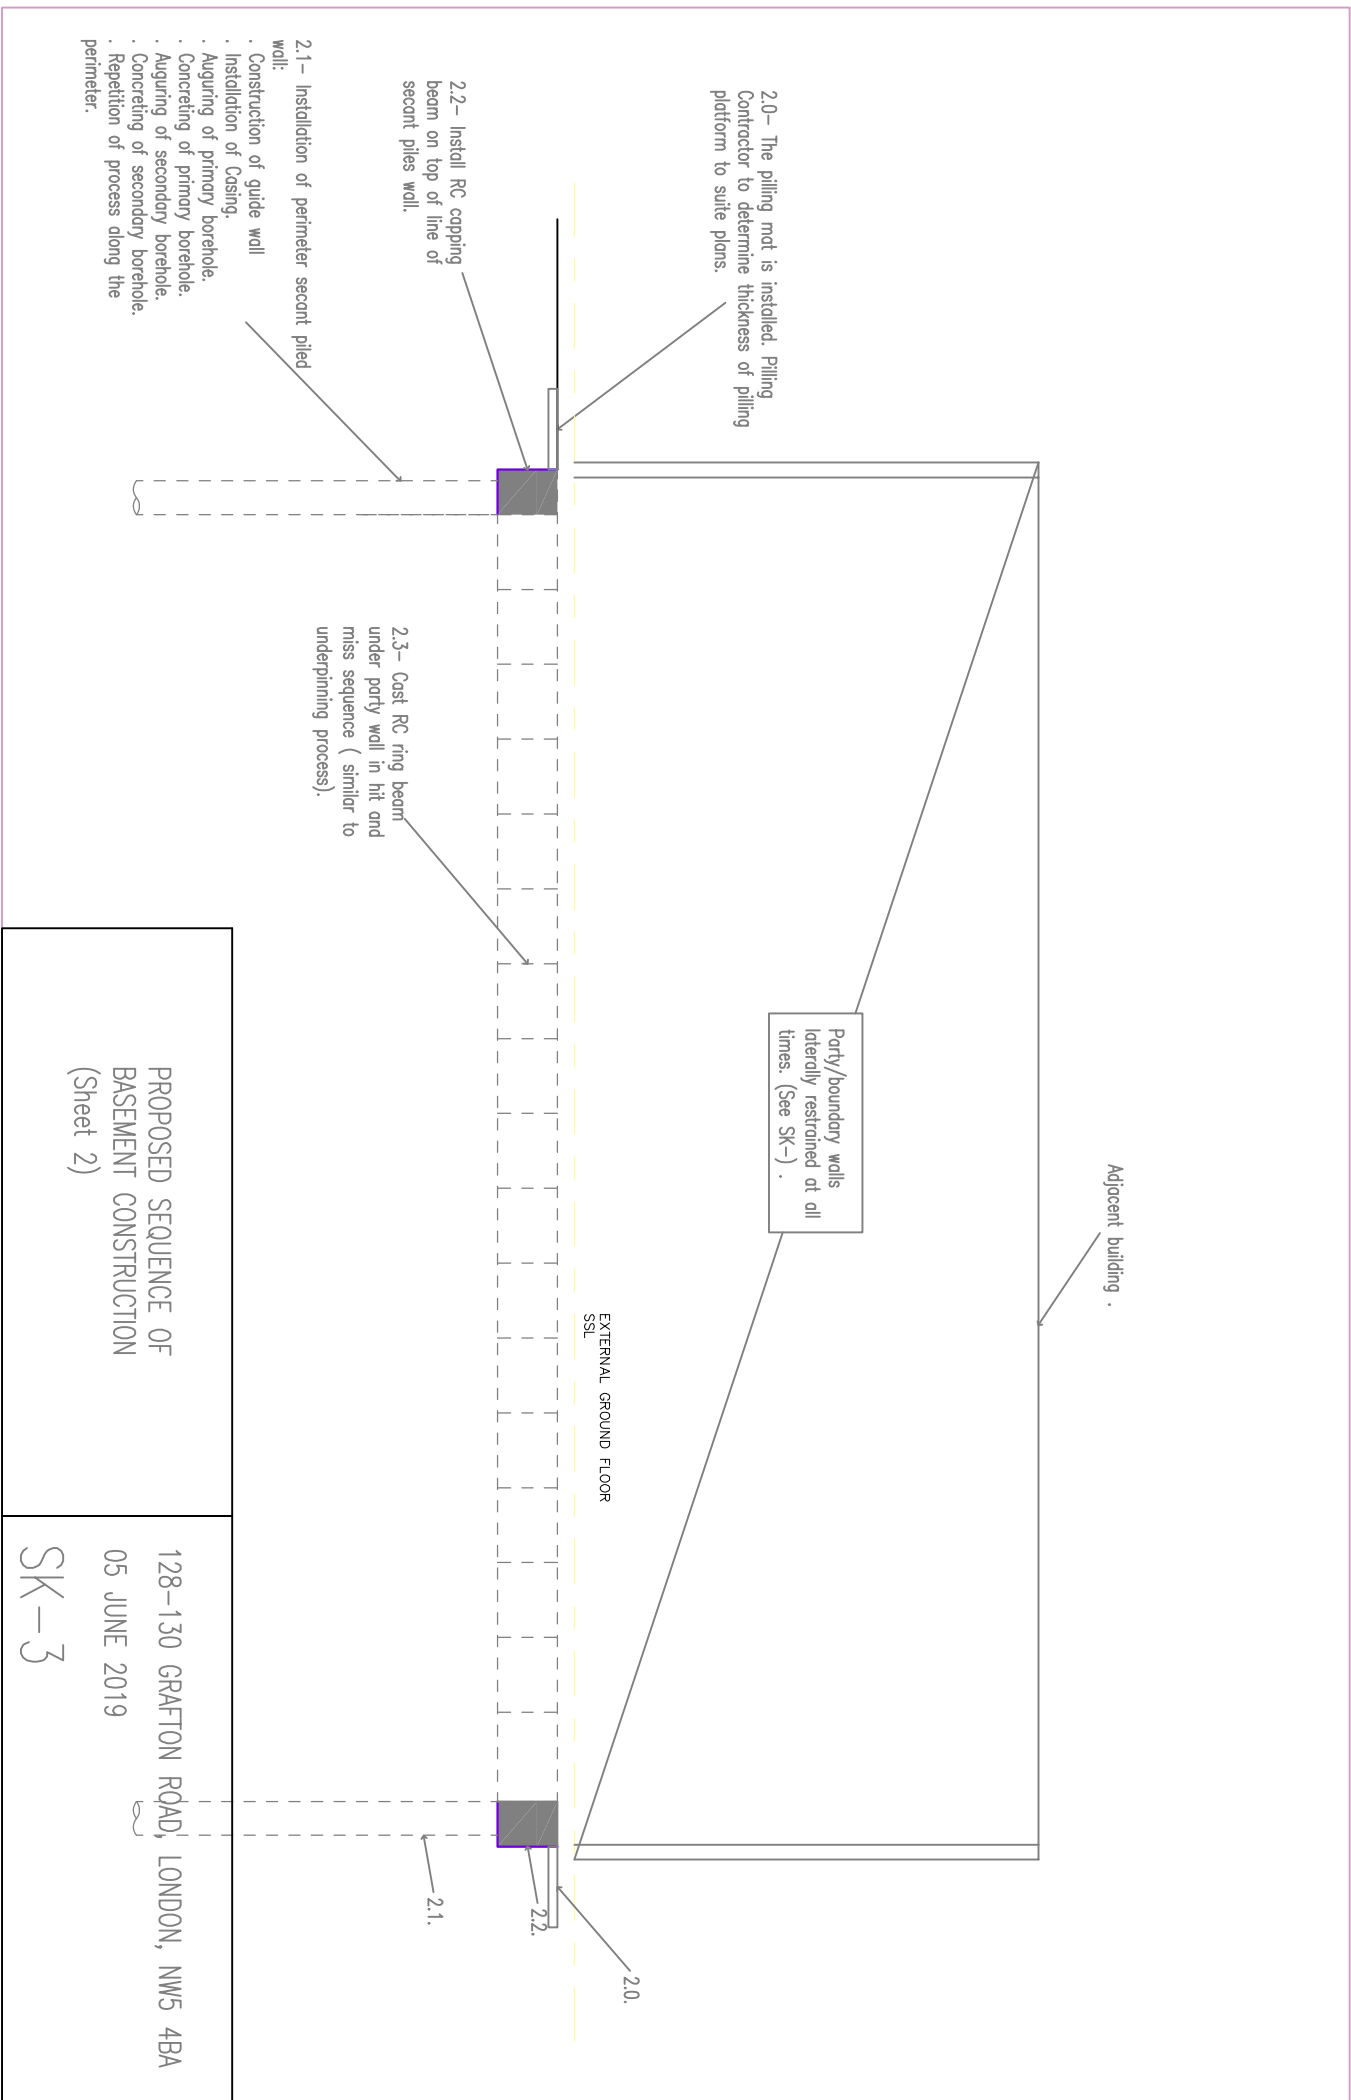 Adjacent building .
Party/boundary walls
laterally restrained at all
times. (See SK-) .
2.0- The pilling mat is installed. Pilling
Contractor to determine thickness of pilling
platform to suite plans.
EXTERNAL GROUND FLOOR
SSL
2.0.
2.2- Install RC capping
beam on top of line of
secant piles wall.
2.2.
2.3- Cast RC ring beam
under party wall in hit and
miss sequence ( similar to
underpinning process).
2.1.
2.1- Installation of perimeter secant piled
wall:
. Construction of guide wall
. Installation of Casing.
. Auguring of primary borehole.
. Concreting of primary borehole.
. Auguring of secondary borehole.
. Concreting of secondary borehole.
. Repetition of process along the
perimeter.
PROPOSED SEQUENCE OF
BASEMENT CONSTRUCTION
(Sheet 2)
128-130 GRAFTON ROAD, LONDON, NW5 4BA
05 JUNE 2019
SK-3